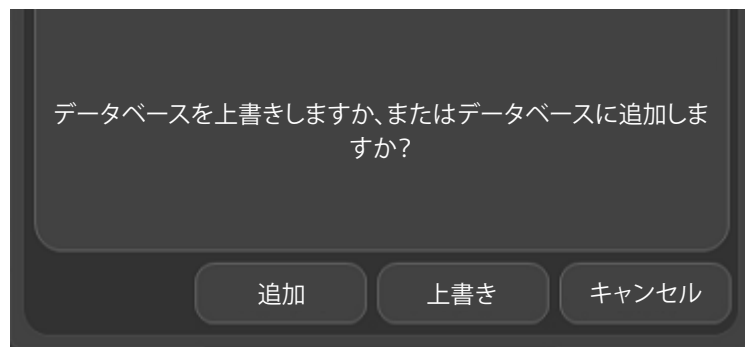 データベースを上書きしますか、またはデータベースに追加しま
すか?
追加
上書き
キャンセル